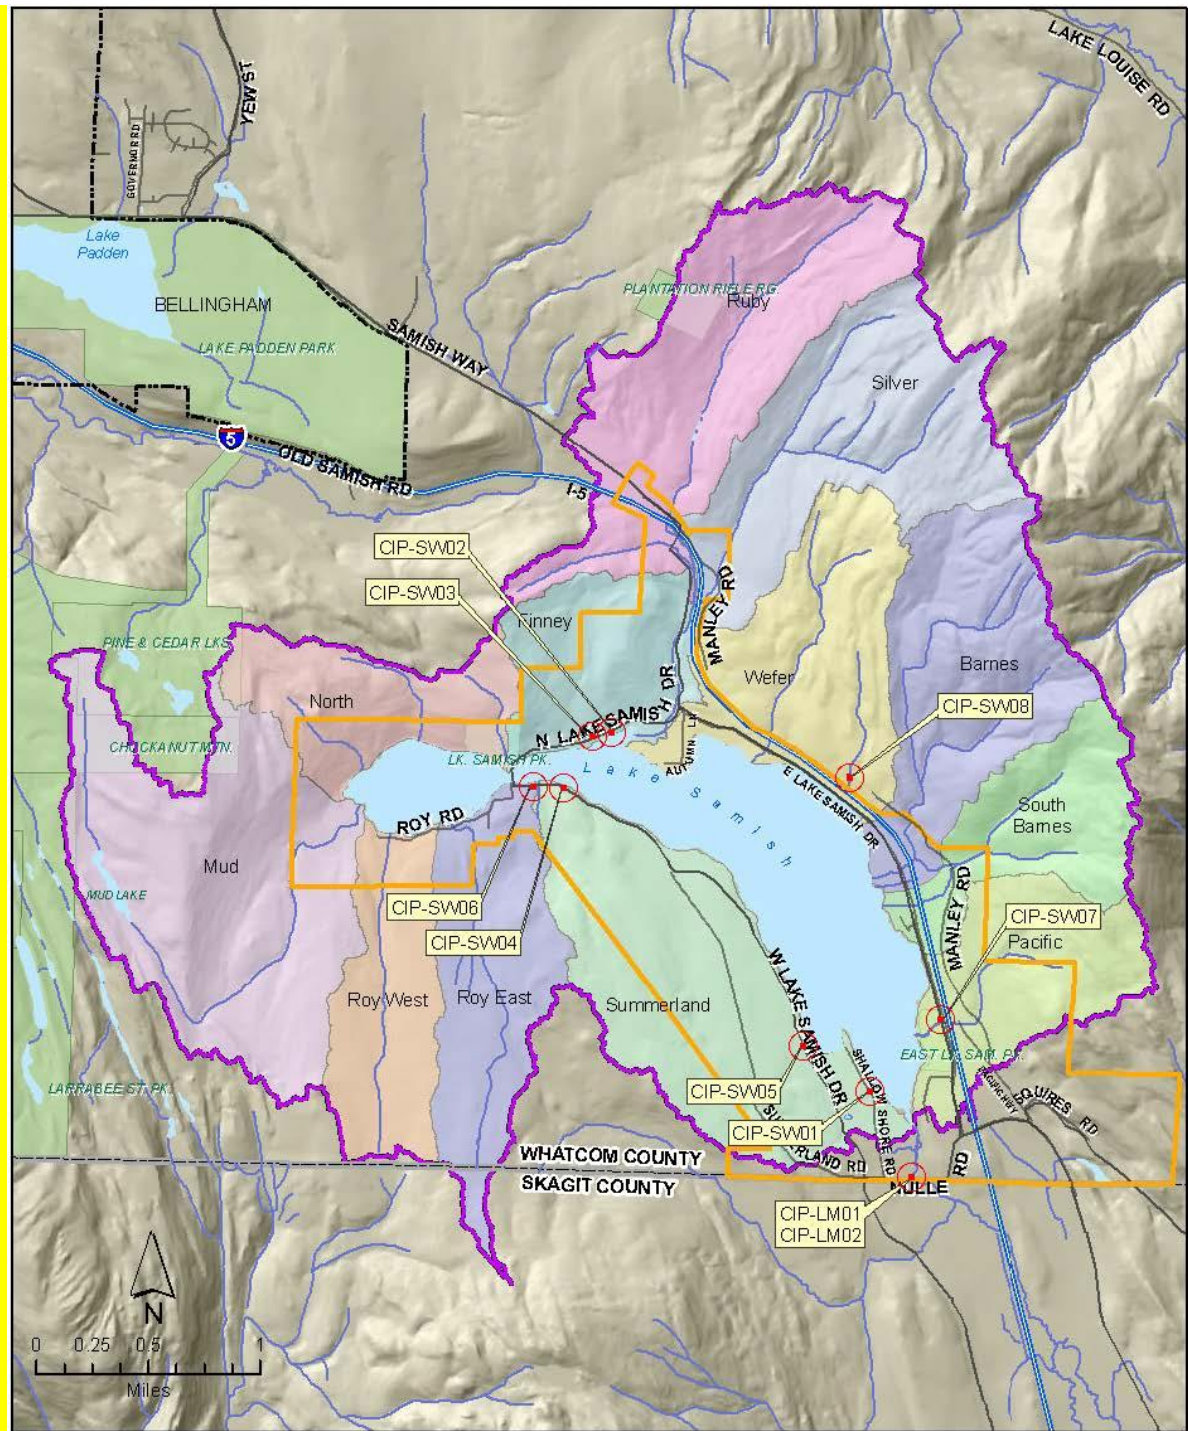 LAKE LOUISE RD
YEW ST
GOVERNOR RD
Lake
Padden
BELLINGHAM
LAKE PADDEN PARK
SAMISH WAY
PLANTATION RIFLE RG.
Ruby
Silver
5
OLD SAMISH RD
I-5
CIP-SW02
CIP-SW03
MANLEY RD
Finney
PINE & CEDAR LKS.
North
Wefer
Barnes
CIP-SW08
N LAKE SAMISH DR
CHUCKANUT MTN.
LK. SAMISH PK.
AUTUMN LN
Lake Samish
E LAKE SAMISH DR
South
Barnes
ROY RD
Mud
MUD LAKE
CIP-SW06
CIP-SW04
MANLEY RD
CIP-SW07
Pacific
Roy West
Roy East
Summerland
W LAKE SAMISH DR
EAST LK. SAM. PK.
LARRABEE ST. PK.
CIP-SW05
SHALLOW SHORE RD
PACIFIC HWY
SQUIRES RD
CIP-SW01
SUMMERLAND RD
WHATCOM COUNTY
SKAGIT COUNTY
NULLE RD
CIP-LM01
CIP-LM02
N
0 0.25 0.5 1
Miles